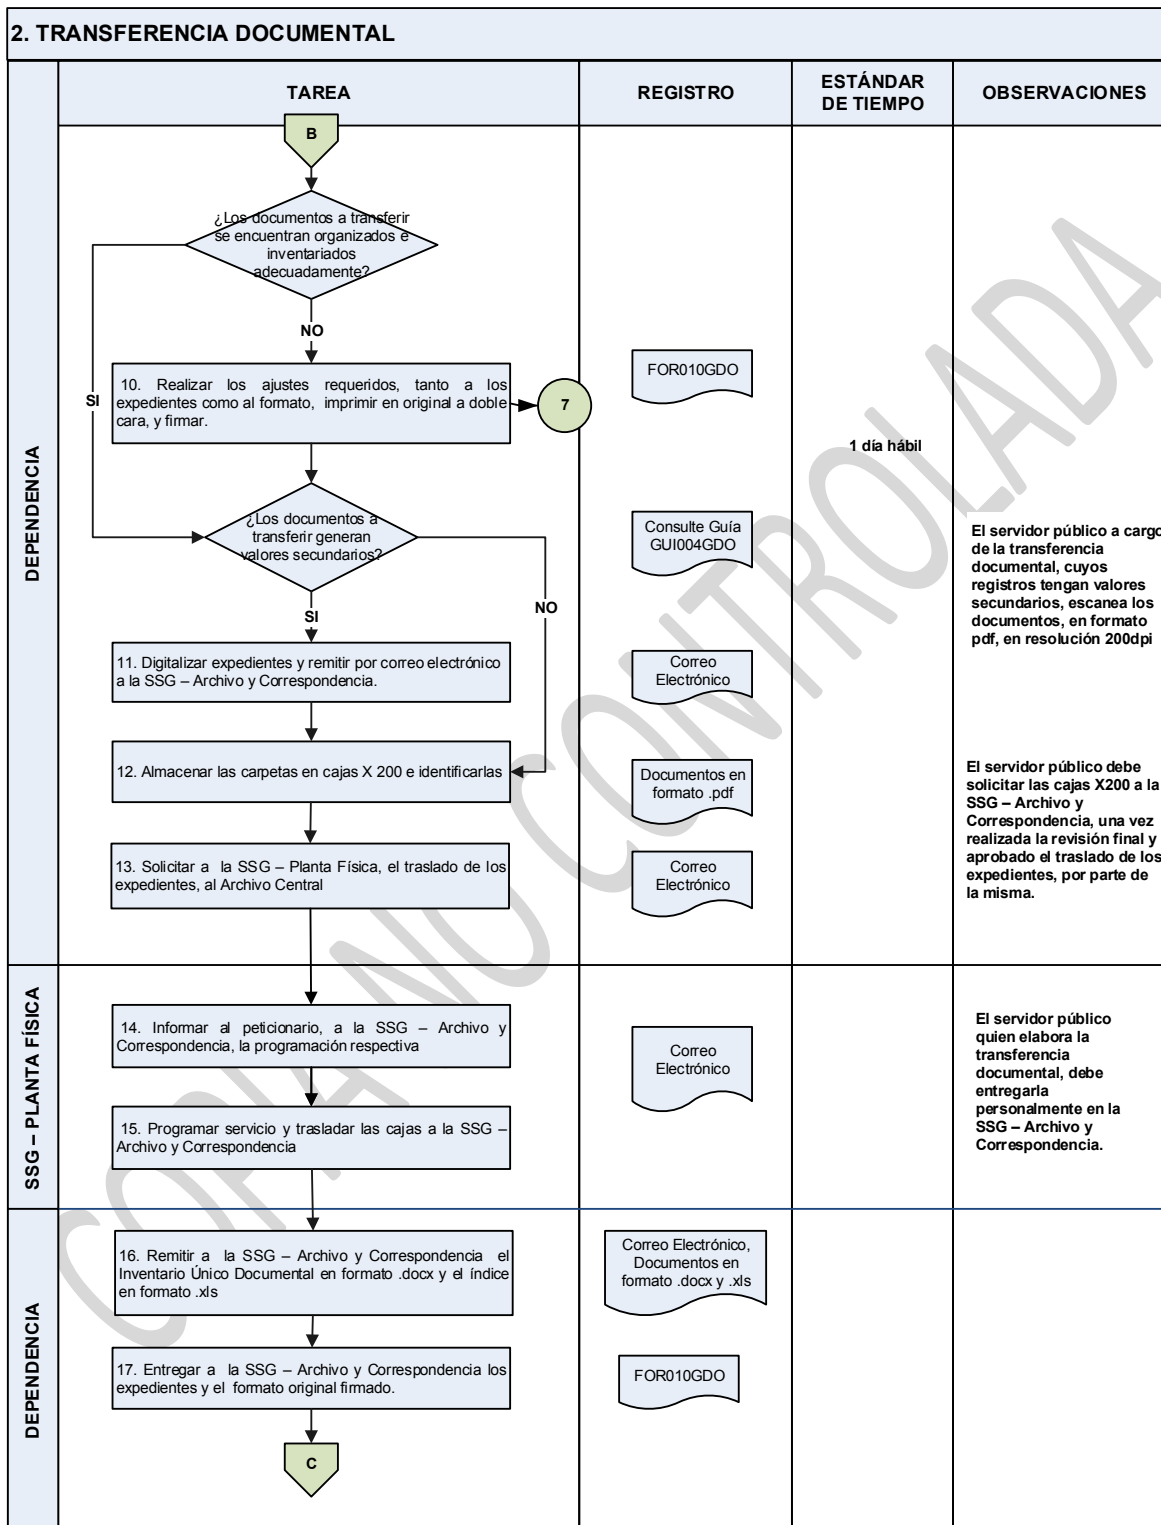 2. TRANSFERENCIA DOCUMENTAL
TAREA
REGISTRO
ESTÁNDAR
DE TIEMPO
OBSERVACIONES
DEPENDENCIA
B
¿Los documentos a transferir
se encuentran organizados e
inventariados
adecuadamente?
NO
SI
10. Realizar los ajustes requeridos, tanto a los
expedientes como al formato, imprimir en original a doble
cara, y firmar.
7
FOR010GDO
1 día hábil
¿Los documentos a
transferir generan
valores secundarios?
Consulte Guía
GUI004GDO
El servidor público a cargo
de la transferencia
documental, cuyos
registros tengan valores
secundarios, escanea los
documentos, en formato
pdf, en resolución 200dpi
NO
SI
11. Digitalizar expedientes y remitir por correo electrónico
a la SSG – Archivo y Correspondencia.
Correo
Electrónico
12. Almacenar las carpetas en cajas X 200 e identificarlas
Documentos en
formato .pdf
El servidor público debe
solicitar las cajas X200 a la
SSG – Archivo y
Correspondencia, una vez
realizada la revisión final y
aprobado el traslado de los
expedientes, por parte de
la misma.
13. Solicitar a la SSG – Planta Física, el traslado de los
expedientes, al Archivo Central
Correo
Electrónico
SSG – PLANTA FÍSICA
14. Informar al peticionario, a la SSG – Archivo y
Correspondencia, la programación respectiva
Correo
Electrónico
El servidor público
quien elabora la
transferencia
documental, debe
entregarla
personalmente en la
SSG – Archivo y
Correspondencia.
15. Programar servicio y trasladar las cajas a la SSG –
Archivo y Correspondencia
DEPENDENCIA
16. Remitir a la SSG – Archivo y Correspondencia el
Inventario Único Documental en formato .docx y el índice
en formato .xls
Correo Electrónico,
Documentos en
formato .docx y .xls
17. Entregar a la SSG – Archivo y Correspondencia los
expedientes y el formato original firmado.
FOR010GDO
C
COPIA NO CONTROLADA